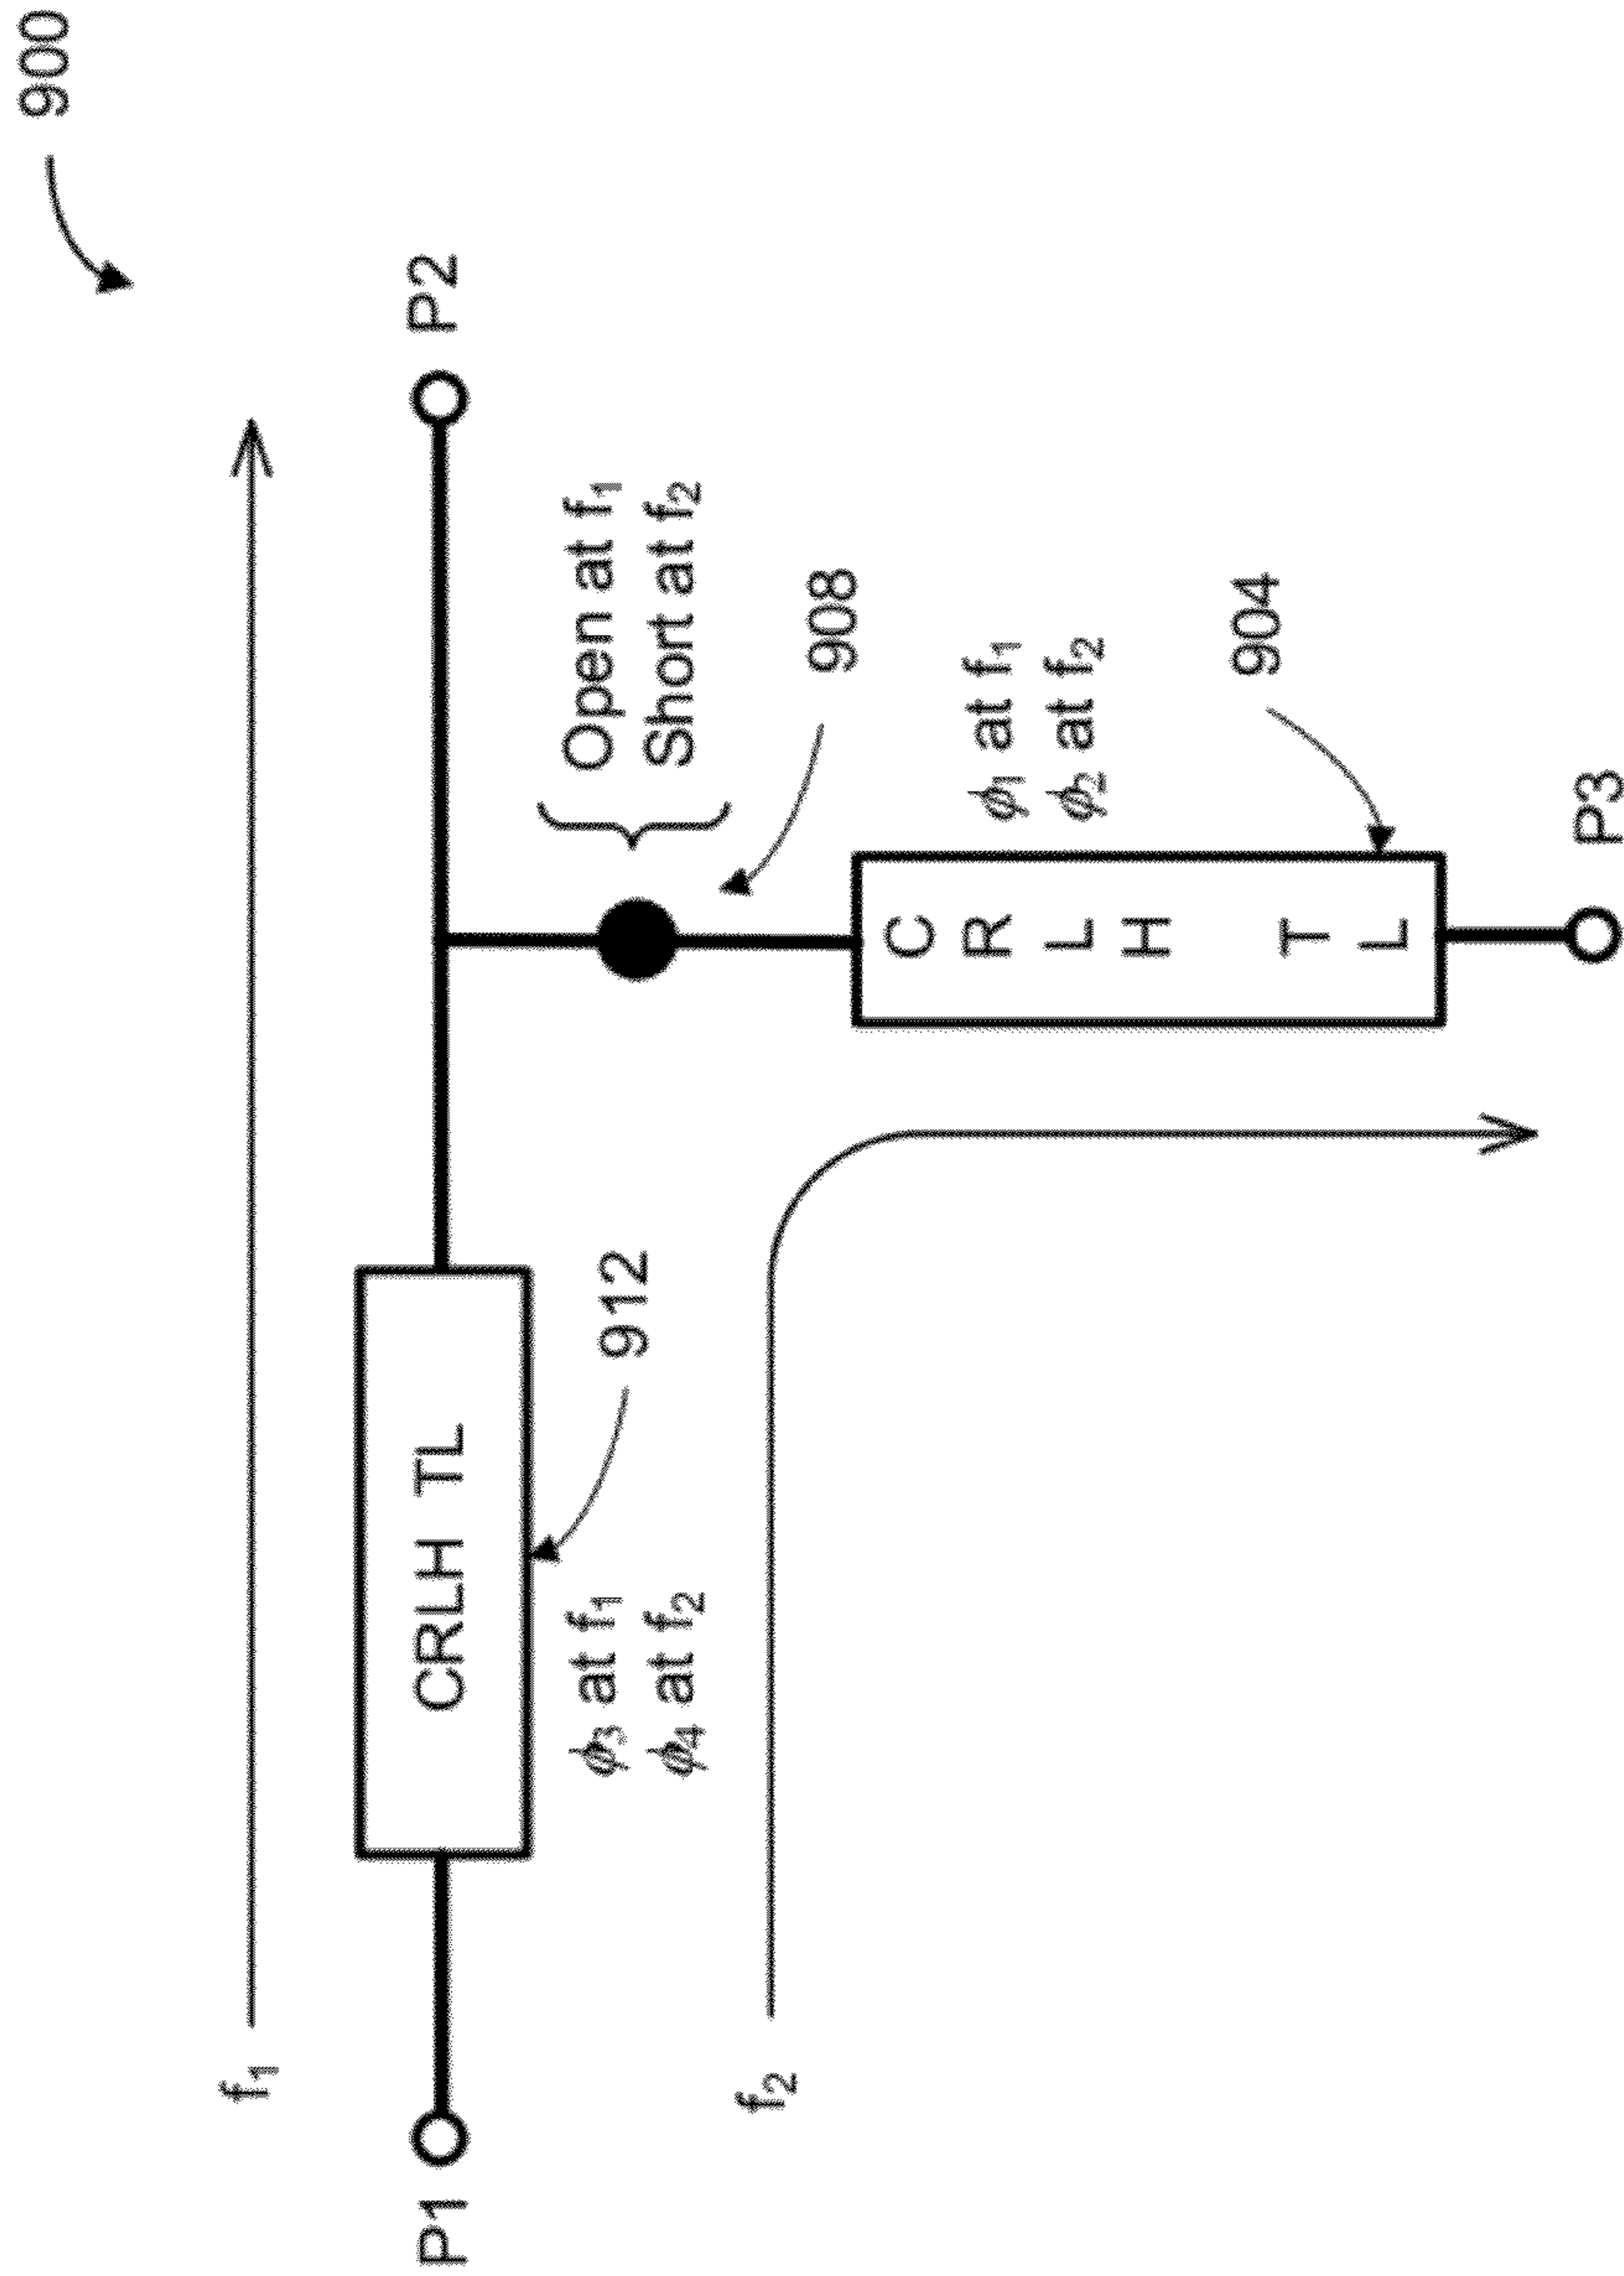 900
f1
P1
CRLH TL
P2
ϕ3 at f1
ϕ4 at f2
912
Open at f1
Short at f2
f2
908
C
R
L
H
T
L
ϕ1 at f1
ϕ2 at f2
904
P3